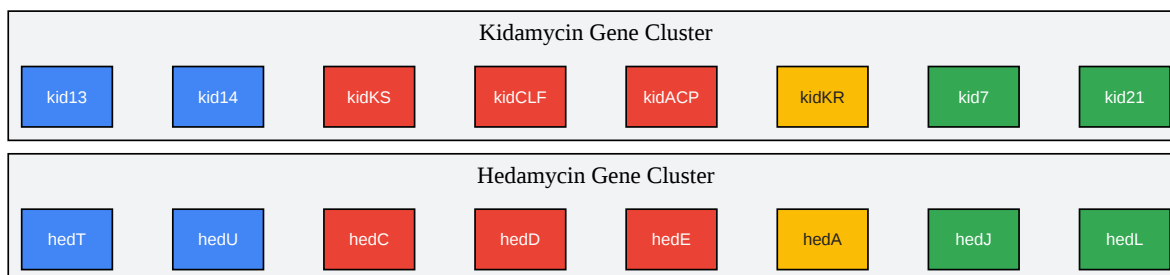 Kidamycin Gene Cluster
kid13 kid14 kidKS kidCLF kidACP kidKR kid7 kid21
Hedamycin Gene Cluster
hedT hedU hedC hedD hedE hedA hedJ hedL